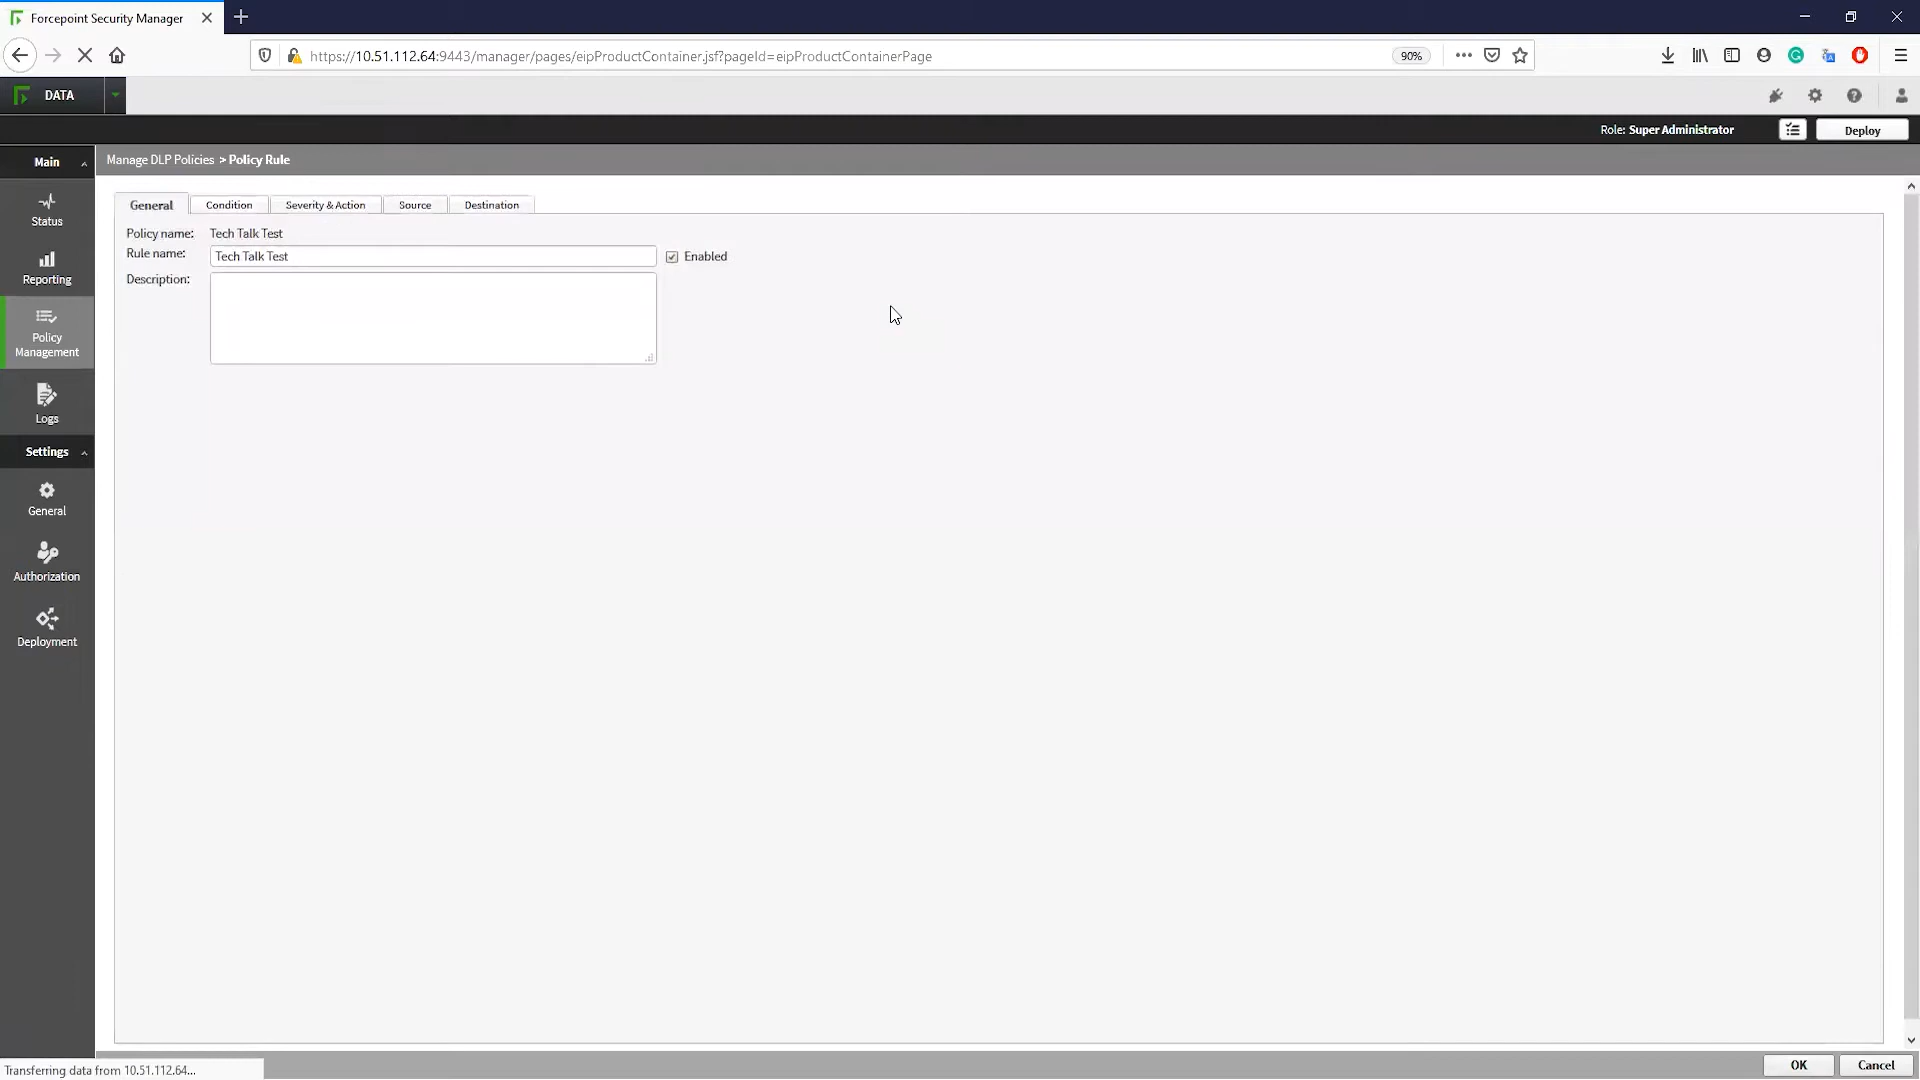 Forcepoint Security Manager
https://10.51.112.64:9443/manager/pages/eipProductContainer.jsf?pageId=eipProductContainerPage
90%
DATA
Role: Super Administrator
Deploy
Main
Manage DLP Policies > Policy Rule
Status
Reporting
Policy
Management
Logs
Settings
General
Authorization
Deployment
General
Condition
Severity & Action
Source
Destination
Policy name: Tech Talk Test
Rule name: Tech Talk Test
Enabled
Description:
Transferring data from 10.51.112.64...
OK
Cancel